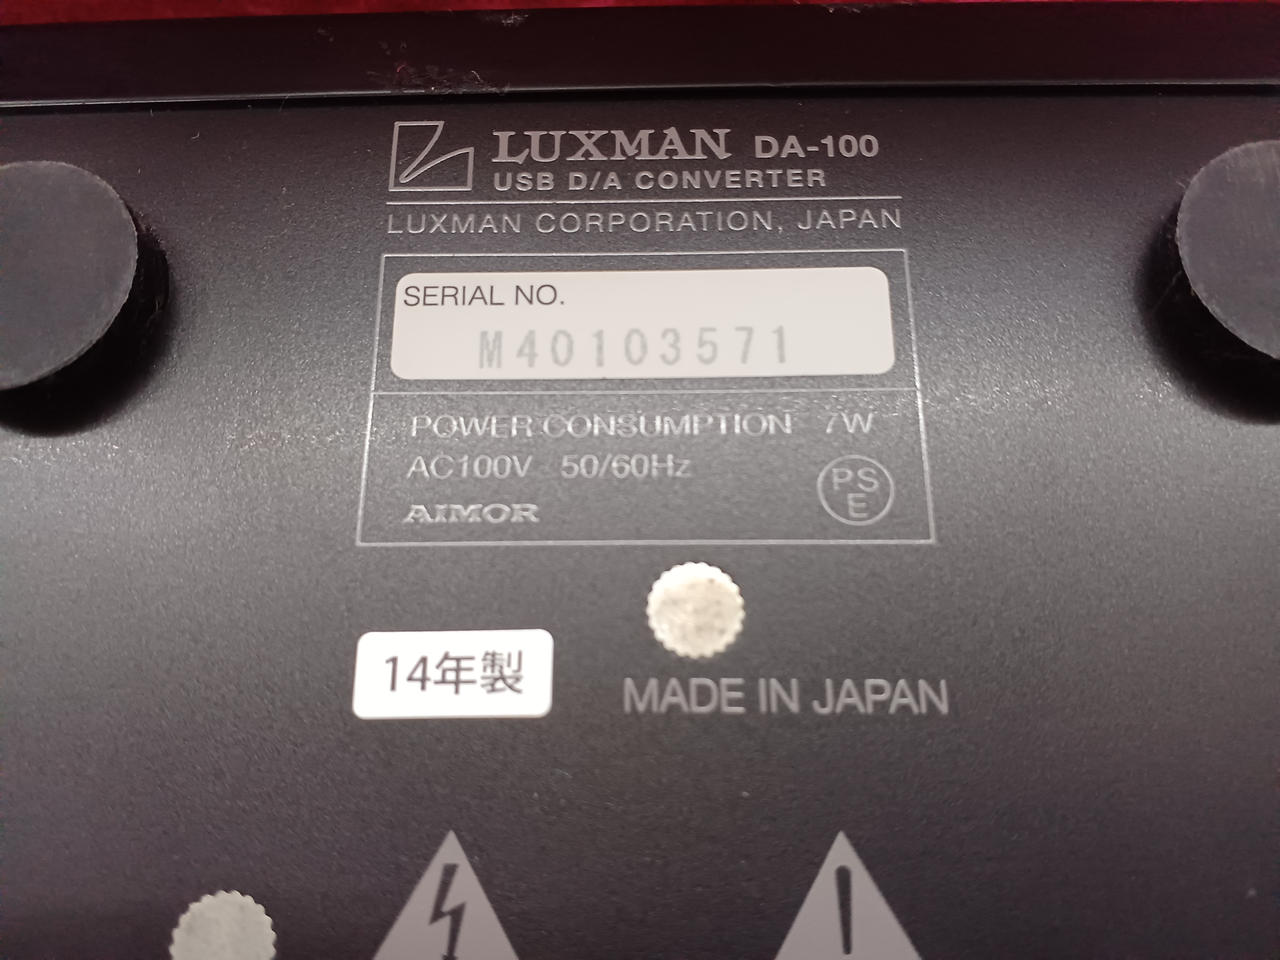 LUXMAN DA-100
USB D/A CONVERTER
LUXMAN CORPORATION, JAPAN
SERIAL NO.
M40103571
POWER CONSUMPTION 7W
AC100V 50/60Hz
AIMOR
PS
E
14年製
MADE IN JAPAN